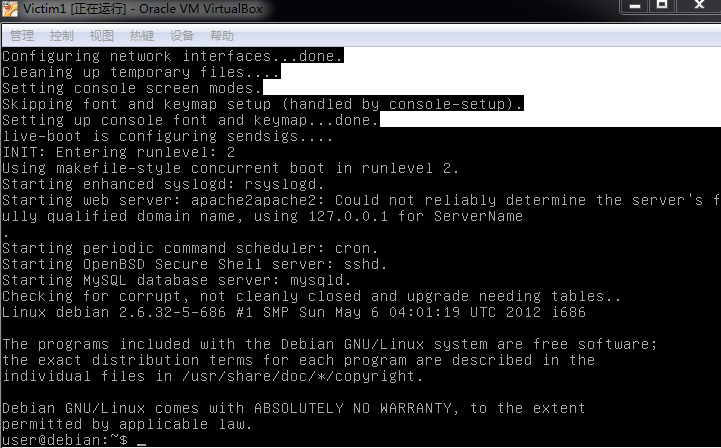 Victim1 [正在运行] - Oracle VM VirtualBox
管理 控制 视图 热键 设备 帮助
Configuring network interfaces...done.
Cleaning up temporary files....
Setting console screen modes.
Skipping font and keymap setup (handled by console-setup).
Setting up console font and keymap...done.
live-boot is configuring sendsigs....
INIT: Entering runlevel: 2
Using makefile-style concurrent boot in runlevel 2.
Starting enhanced syslogd: rsyslogd.
Starting web server: apache2apache2: Could not reliably determine the server's f
ully qualified domain name, using 127.0.0.1 for ServerName
.
Starting periodic command scheduler: cron.
Starting OpenBSD Secure Shell server: sshd.
Starting MySQL database server: mysqld.
Checking for corrupt, not cleanly closed and upgrade needing tables..
Linux debian 2.6.32-5-686 #1 SMP Sun May 6 04:01:19 UTC 2012 i686
The programs included with the Debian GNU/Linux system are free software;
the exact distribution terms for each program are described in the
individual files in /usr/share/doc/*/copyright.
Debian GNU/Linux comes with ABSOLUTELY NO WARRANTY, to the extent
permitted by applicable law.
user@debian:~$ _